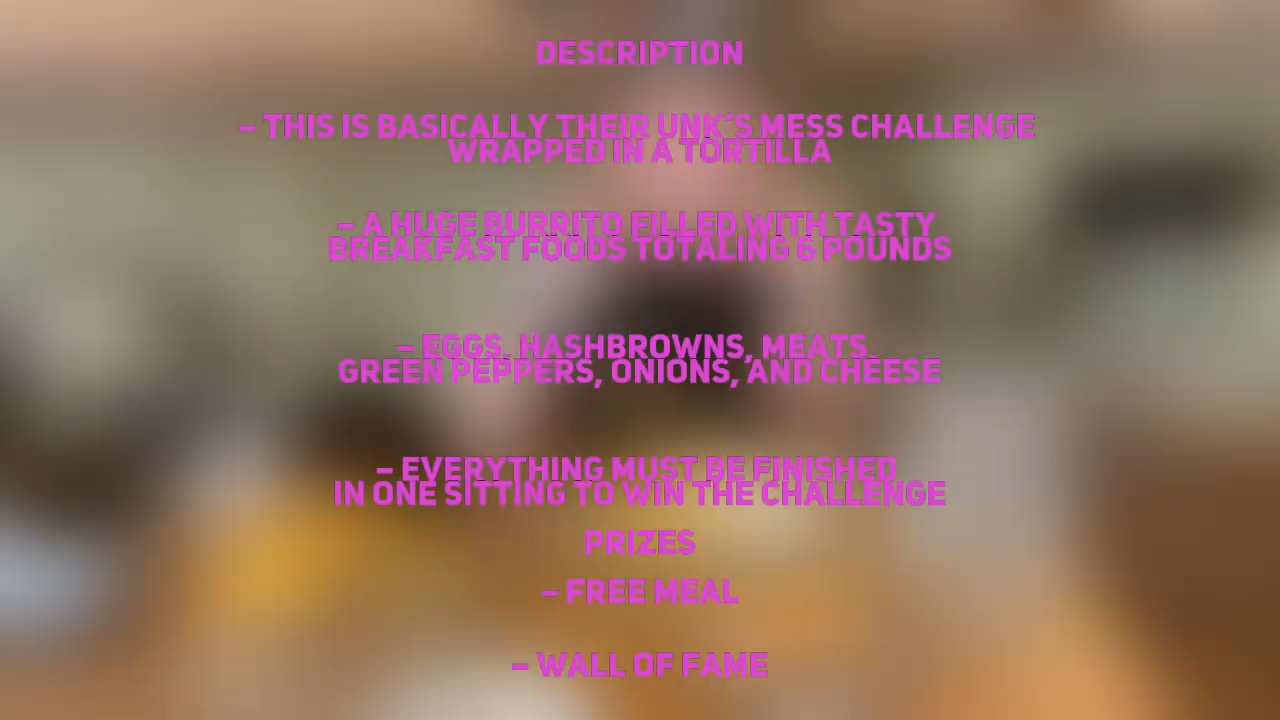 DESCRIPTION
– THIS IS BASICALLY THEIR UNK'S MESS CHALLENGE
WRAPPED IN A TORTILLA
– A HUGE BURRITO FILLED WITH TASTY
BREAKFAST FOODS TOTALING 6 POUNDS
– EGGS, HASHBROWNS, MEATS,
GREEN PEPPERS, ONIONS, AND CHEESE
– EVERYTHING MUST BE FINISHED
IN ONE SITTING TO WIN THE CHALLENGE
PRIZES
– FREE MEAL
– WALL OF FAME